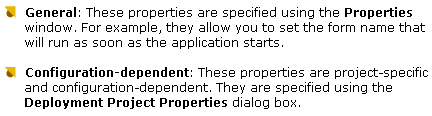 General: These properties are specified using the Properties
window. For example, they allow you to set the form name that
will run as soon as the application starts.
Configuration-dependent: These properties are project-specific
and configuration-dependent. They are specified using the
Deployment Project Properties dialog box.